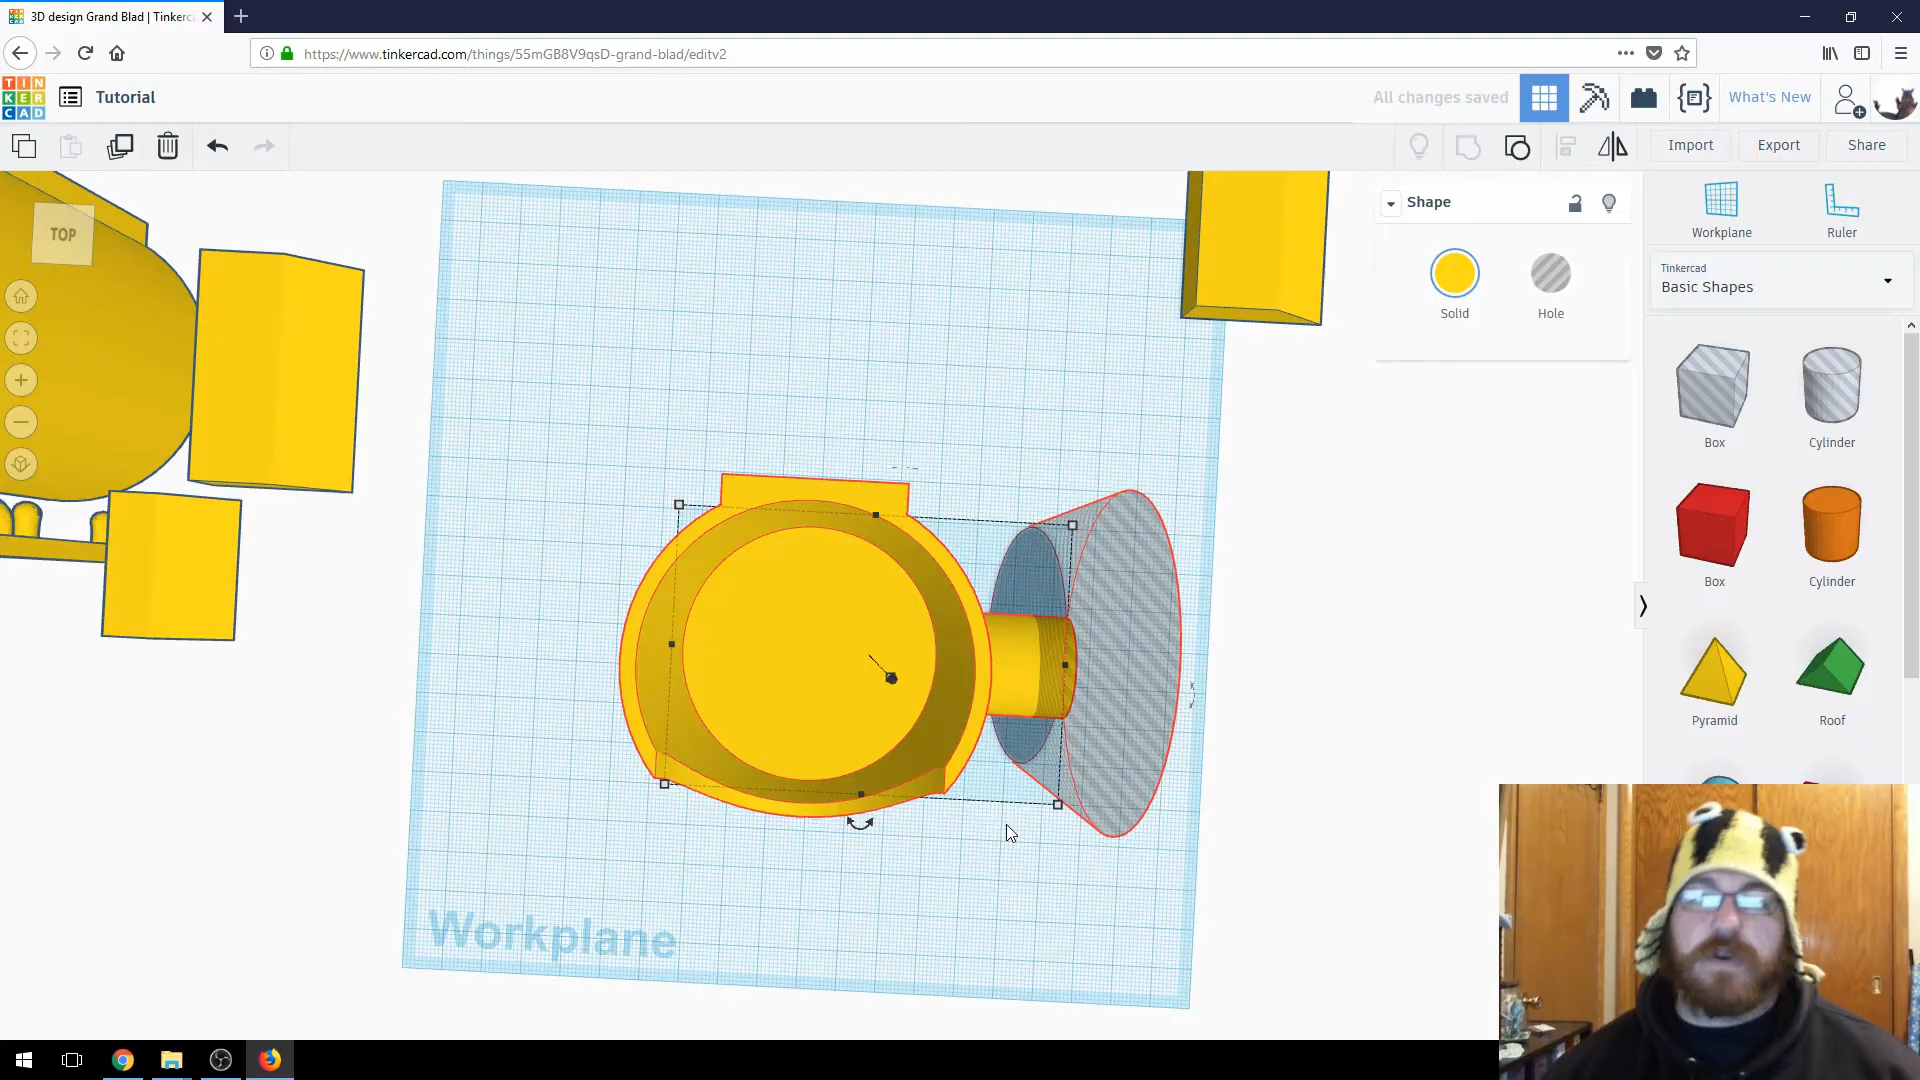 3D design Grand Blad | Tinkerc
https://www.tinkercad.com/things/55mGB8V9qsD-grand-blad/editv2
TIN
KER
CAD
Tutorial
All changes saved
What's New
Import
Export
Share
TOP
Shape
Solid
Hole
Workplane
Ruler
Tinkercad
Basic Shapes
Box
Cylinder
Box
Cylinder
Pyramid
Roof
Workplane